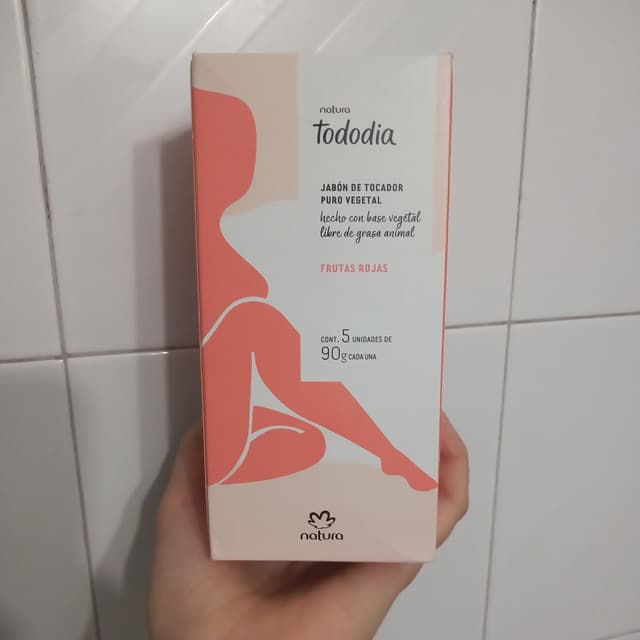 natura
Tododia
JABÓN DE TOCADOR
PURO VEGETAL
hecho con base vegetal
libre de grasa animal
FRUTAS ROJAS
CONT. 5 UNIDADES DE
90g CADA UNA
natura